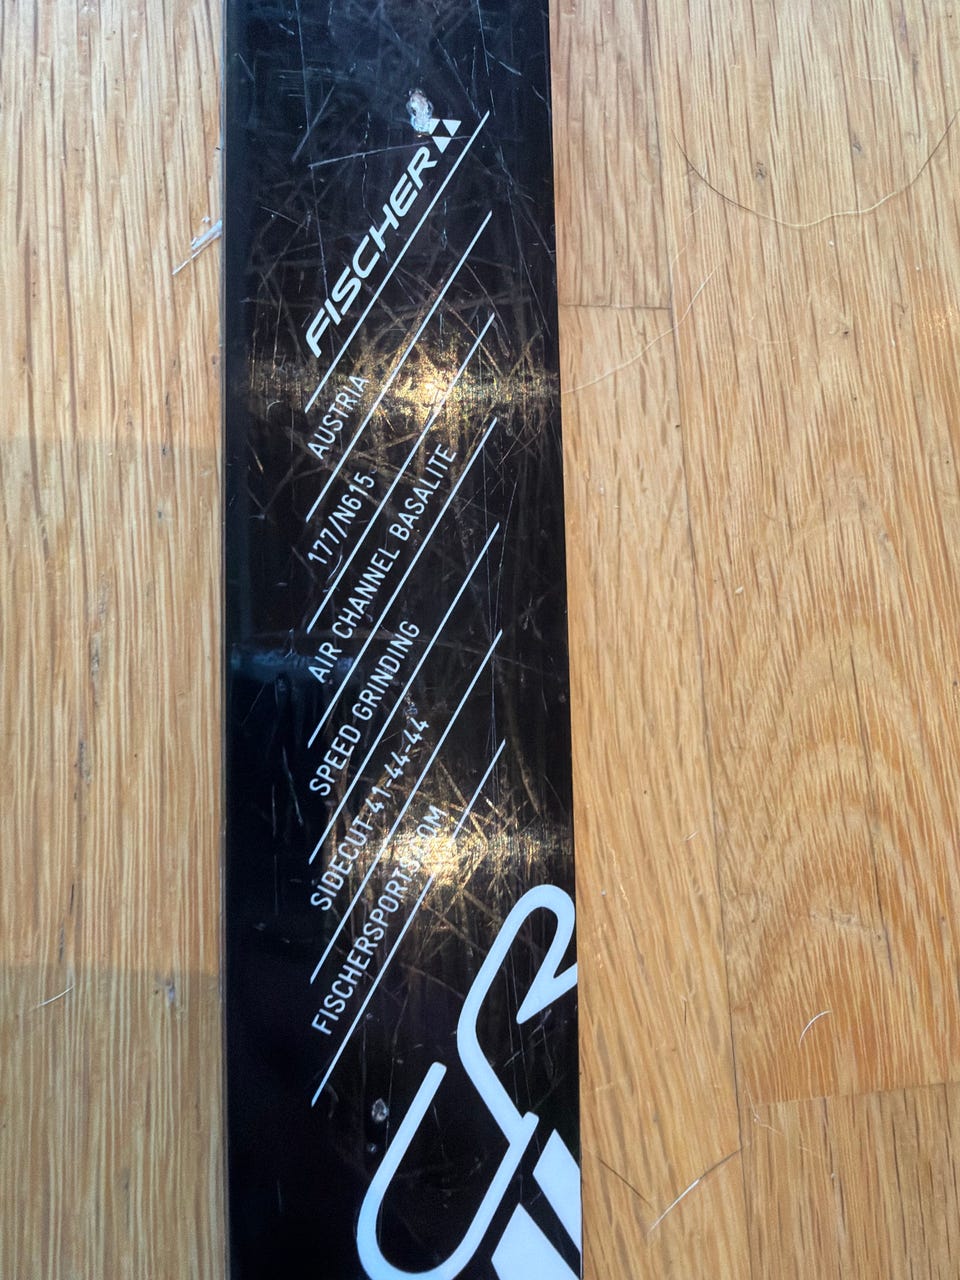 FISCHER
AUSTRIA
177/N615
AIR CHANNEL BASALITE
SPEED GRINDING
SIDECUT 41-44-44
FISCHERSPORTS.COM